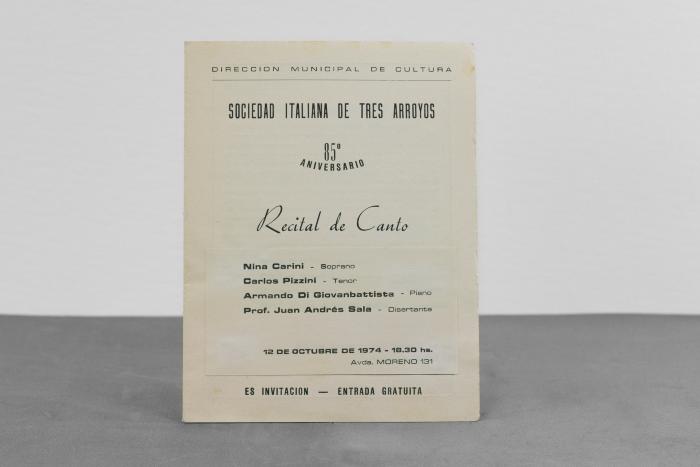 DIRECCION MUNICIPAL DE CULTURA
SOCIEDAD ITALIANA DE TRES ARROYOS
85º
ANIVERSARIO
Recital de Canto
Nina Carini - Soprano
Carlos Pizzini - Tenor
Armando Di Giovanbattista - Piano
Prof. Juan Andrés Sala - Disertante
12 DE OCTUBRE DE 1974 - 18.30 hs.
Avda. MORENO 131
ES INVITACION — ENTRADA GRATUITA